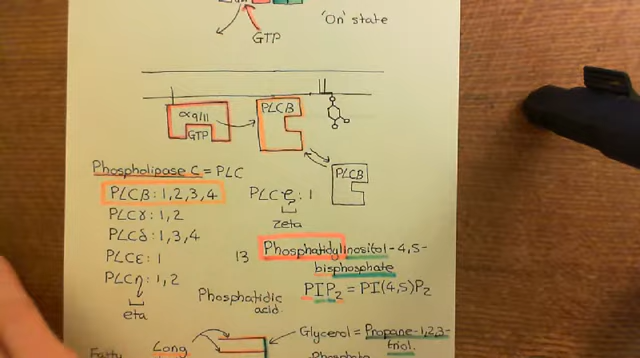 'On' state
GTP
αq/11
GTP
PLCβ
PLCβ
Phospholipase C = PLC
PLCβ: 1,2,3,4
PLCζ: 1
zeta
PLCγ: 1,2
PLCδ: 1,3,4
PLCε: 1
13
PLCη: 1,2
eta
Phosphatidylinositol-4,5-
bisphosphate
PIP2 = PI(4,5)P2
Phosphatidic
acid.
Glycerol = Propane-1,2,3-
triol.
Fatty
Long
Phosphate